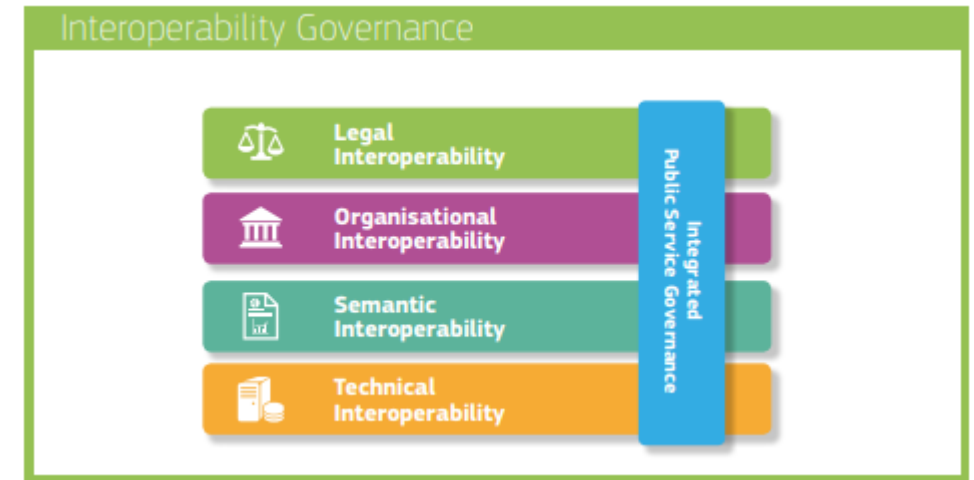 Interoperability Governance
Legal
Interoperability
Organisational
Interoperability
Semantic
Interoperability
Technical
Interoperability
Integrated
Public Service Governance